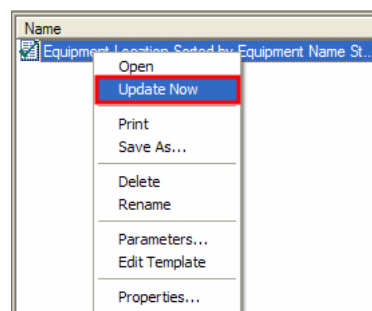 Name
Equipment Location Sorted by Equipment Name St...
Open
Update Now
Print
Save As...
Delete
Rename
Parameters...
Edit Template
Properties...